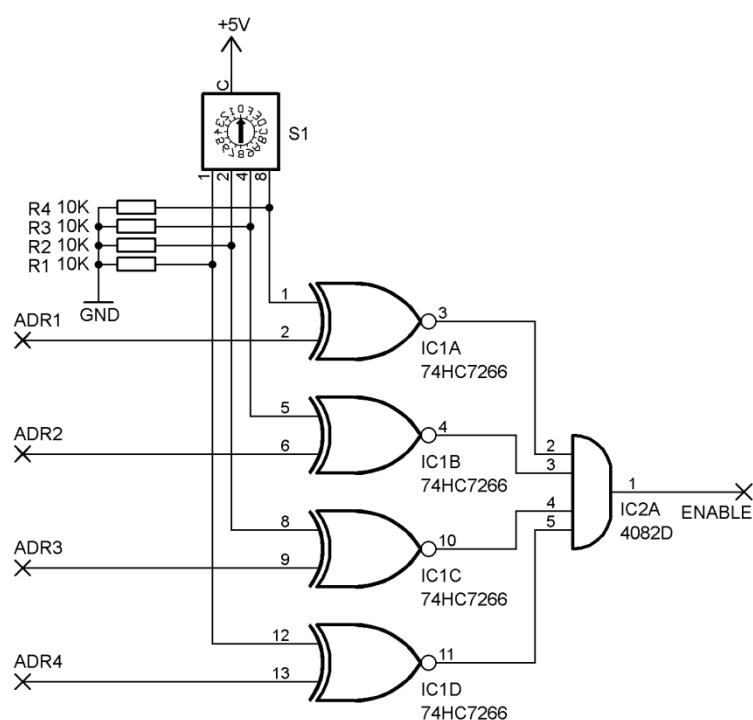 +5V
C
S1
1
2
4
8
R4 10K
R3 10K
R2 10K
R1 10K
GND
ADR1
1
2
3
IC1A
74HC7266
ADR2
5
6
4
IC1B
74HC7266
2
3
4
5
1
IC2A
4082D
ENABLE
ADR3
8
9
10
IC1C
74HC7266
ADR4
12
13
11
IC1D
74HC7266